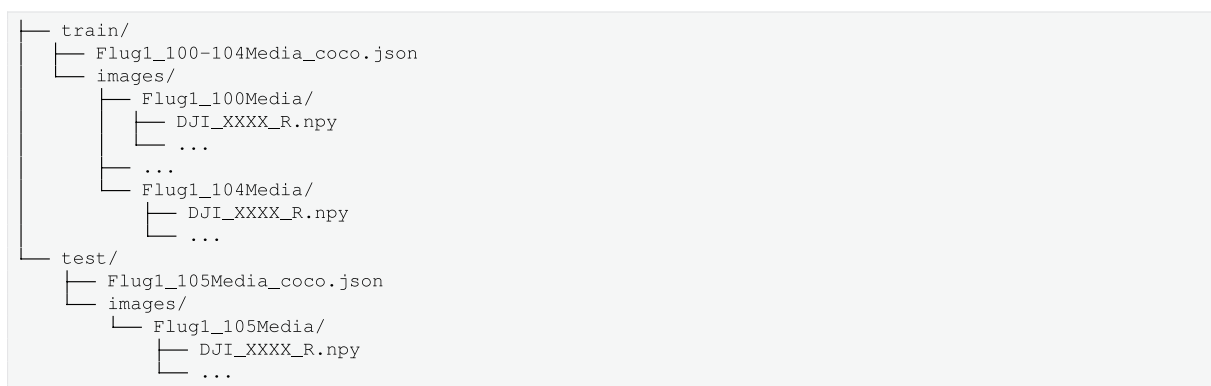 ├── train/
│   ├── Flug1_100-104Media_coco.json
│   └── images/
│       ├── Flug1_100Media/
│       │   ├── DJI_XXXX_R.npy
│       │   └── ...
│       ├── ...
│       └── Flug1_104Media/
│           ├── DJI_XXXX_R.npy
│           └── ...
└── test/
    ├── Flug1_105Media_coco.json
    └── images/
        └── Flug1_105Media/
            ├── DJI_XXXX_R.npy
            └── ...